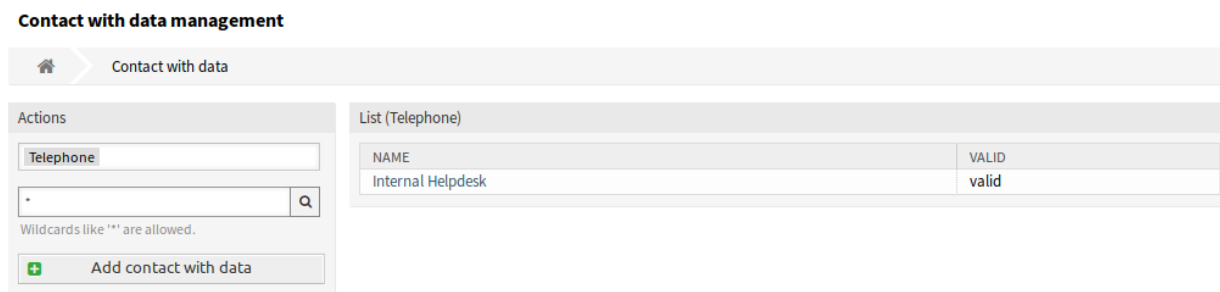 Contact with data management
Contact with data
Actions
Telephone
*
Wildcards like '*' are allowed.
Add contact with data
List (Telephone)
NAME VALID
Internal Helpdesk valid